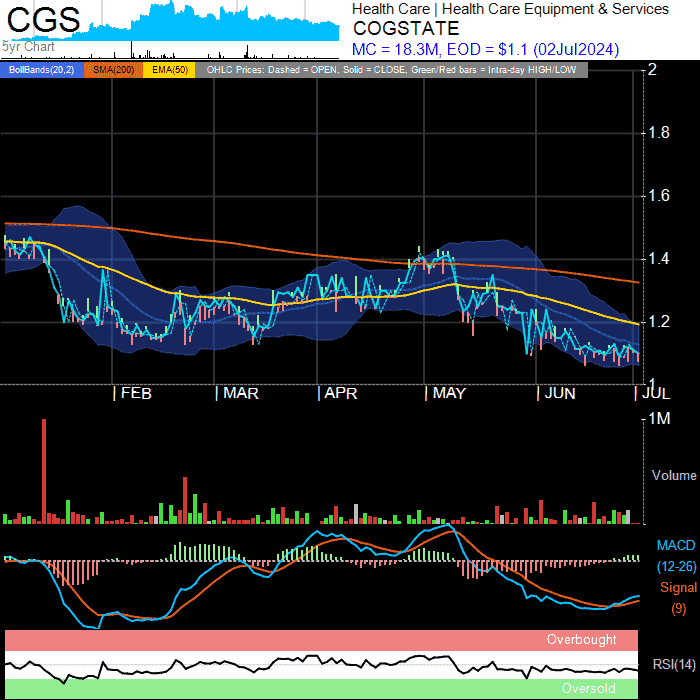 CGS
5yr Chart
Health Care | Health Care Equipment & Services
COGSTATE
MC = 18.3M, EOD = $1.1 (02Jul2024)
BollBands(20,2) SMA(200) EMA(50) OHLC Prices: Dashed = OPEN, Solid = CLOSE, Green/Red bars = Intra-day HIGH/LOW
2
1.8
1.6
1.4
1.2
1
FEB MAR APR MAY JUN JUL
1M
Volume
MACD
(12-26)
Signal
(9)
Overbought
RSI(14)
Oversold